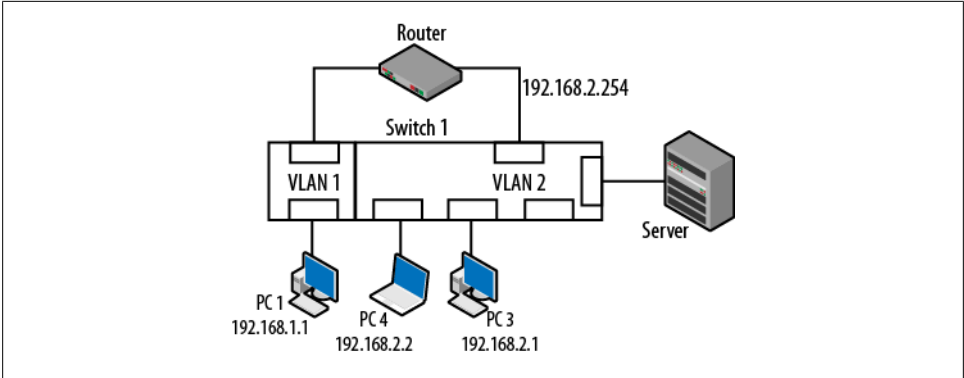 Router
192.168.2.254
Switch 1
VLAN 1
VLAN 2
Server
PC 1
192.168.1.1
PC 4
192.168.2.2
PC 3
192.168.2.1